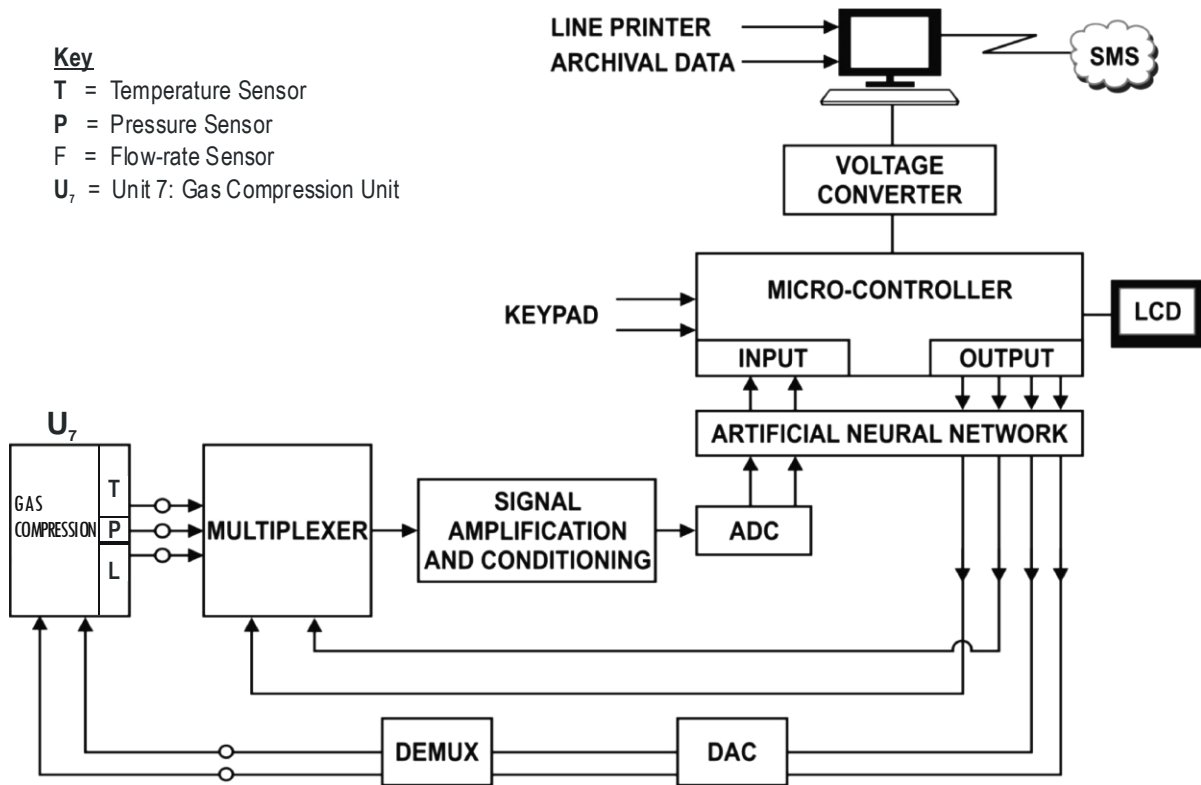 Key
T = Temperature Sensor
P = Pressure Sensor
F = Flow-rate Sensor
U₇ = Unit 7: Gas Compression Unit
LINE PRINTER
ARCHIVAL DATA
SMS
VOLTAGE
CONVERTER
MICRO-CONTROLLER
KEYPAD
LCD
INPUT
OUTPUT
ARTIFICIAL NEURAL NETWORK
U₇
GAS
COMPRESSION
T
P
L
MULTIPLEXER
SIGNAL
AMPLIFICATION
AND CONDITIONING
ADC
DEMUX
DAC